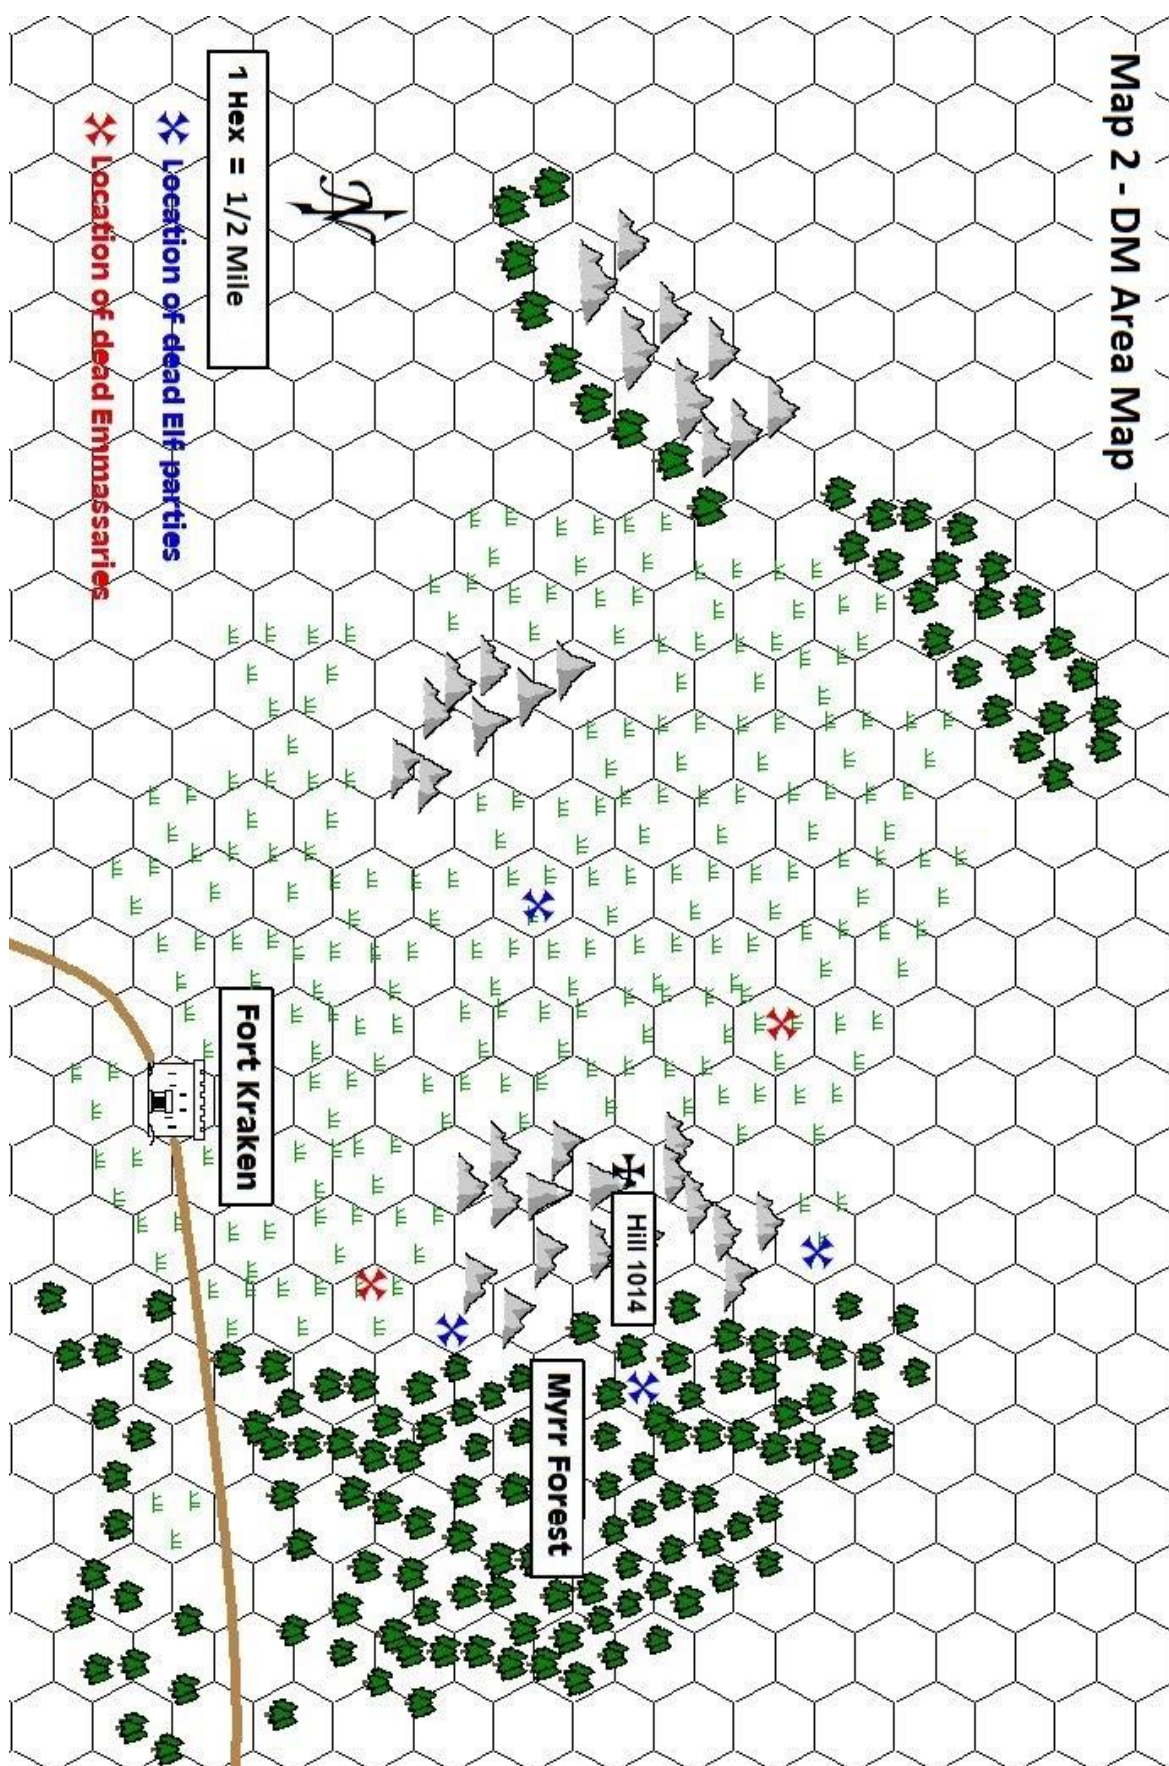 Map 2 - DM Area Map
Hill 1014
Myrr Forest
Fort Kraken
1 Hex = 1/2 Mile
N
Location of dead Elf parties
Location of dead Emmassaries